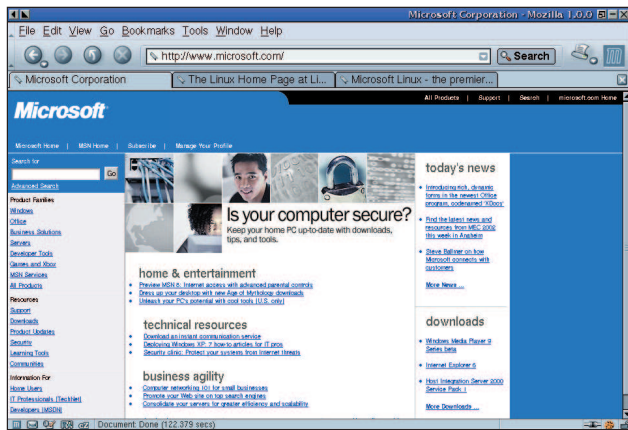 Microsoft Corporation - Mozilla 1.0.0
File Edit View Go Bookmarks Tools Window Help
http://www.microsoft.com/
Search
Microsoft Corporation
The Linux Home Page at Li...
Microsoft Linux - the premier...
All Products | Support | Search | microsoft.com Home
Microsoft
Microsoft Home | MSN Home | Subscribe | Manage Your Profile
Search for
Go
Advanced Search
Product Families
Windows
Office
Business Solutions
Servers
Developer Tools
Games and Xbox
MSN Services
All Products
Resources
Support
Downloads
Product Updates
Security
Learning Tools
Communities
Information For
Home Users
IT Professionals (TechNet)
Developers (MSDN)
Is your computer secure?
Keep your home PC up-to-date with downloads,
tips, and tools.
home & entertainment
Preview MSN 8: Internet access with advanced parental controls
Dress up your desktop with new Age of Mythology downloads
Unleash your PC's potential with cool tools (U.S. only)
technical resources
Download an instant communication service
Deploying Windows XP: 7 how-to articles for IT pros
Security clinic: Protect your systems from Internet threats
business agility
Computer networking 101 for small businesses
Promote your Web site on top search engines
Consolidate your servers for greater efficiency and scalability
today's news
Introducing rich, dynamic
forms in the newest Office
program, codenamed 'XDocs'
Find the latest news and
resources from MEC 2002
this week in Anaheim
Steve Ballmer on how
Microsoft connects with
customers
More News ...
downloads
Windows Media Player 9
Series beta
Internet Explorer 6
Host Integration Server 2000
Service Pack 1
More Downloads ...
Document: Done (122.379 secs)